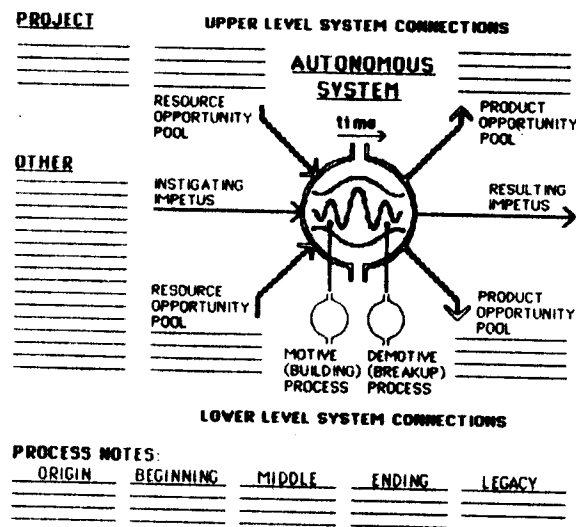 PROJECT
UPPER LEVEL SYSTEM CONNECTIONS
AUTONOMOUS
SYSTEM
RESOURCE
OPPORTUNITY
POOL
time
PRODUCT
OPPORTUNITY
POOL
OTHER
INSTIGATING
IMPETUS
RESULTING
IMPETUS
RESOURCE
OPPORTUNITY
POOL
PRODUCT
OPPORTUNITY
POOL
MOTIVE
(BUILDING)
PROCESS
DEMOTIVE
(BREAKUP)
PROCESS
LOWER LEVEL SYSTEM CONNECTIONS
PROCESS NOTES:
ORIGIN BEGINNING MIDDLE ENDING LEGACY